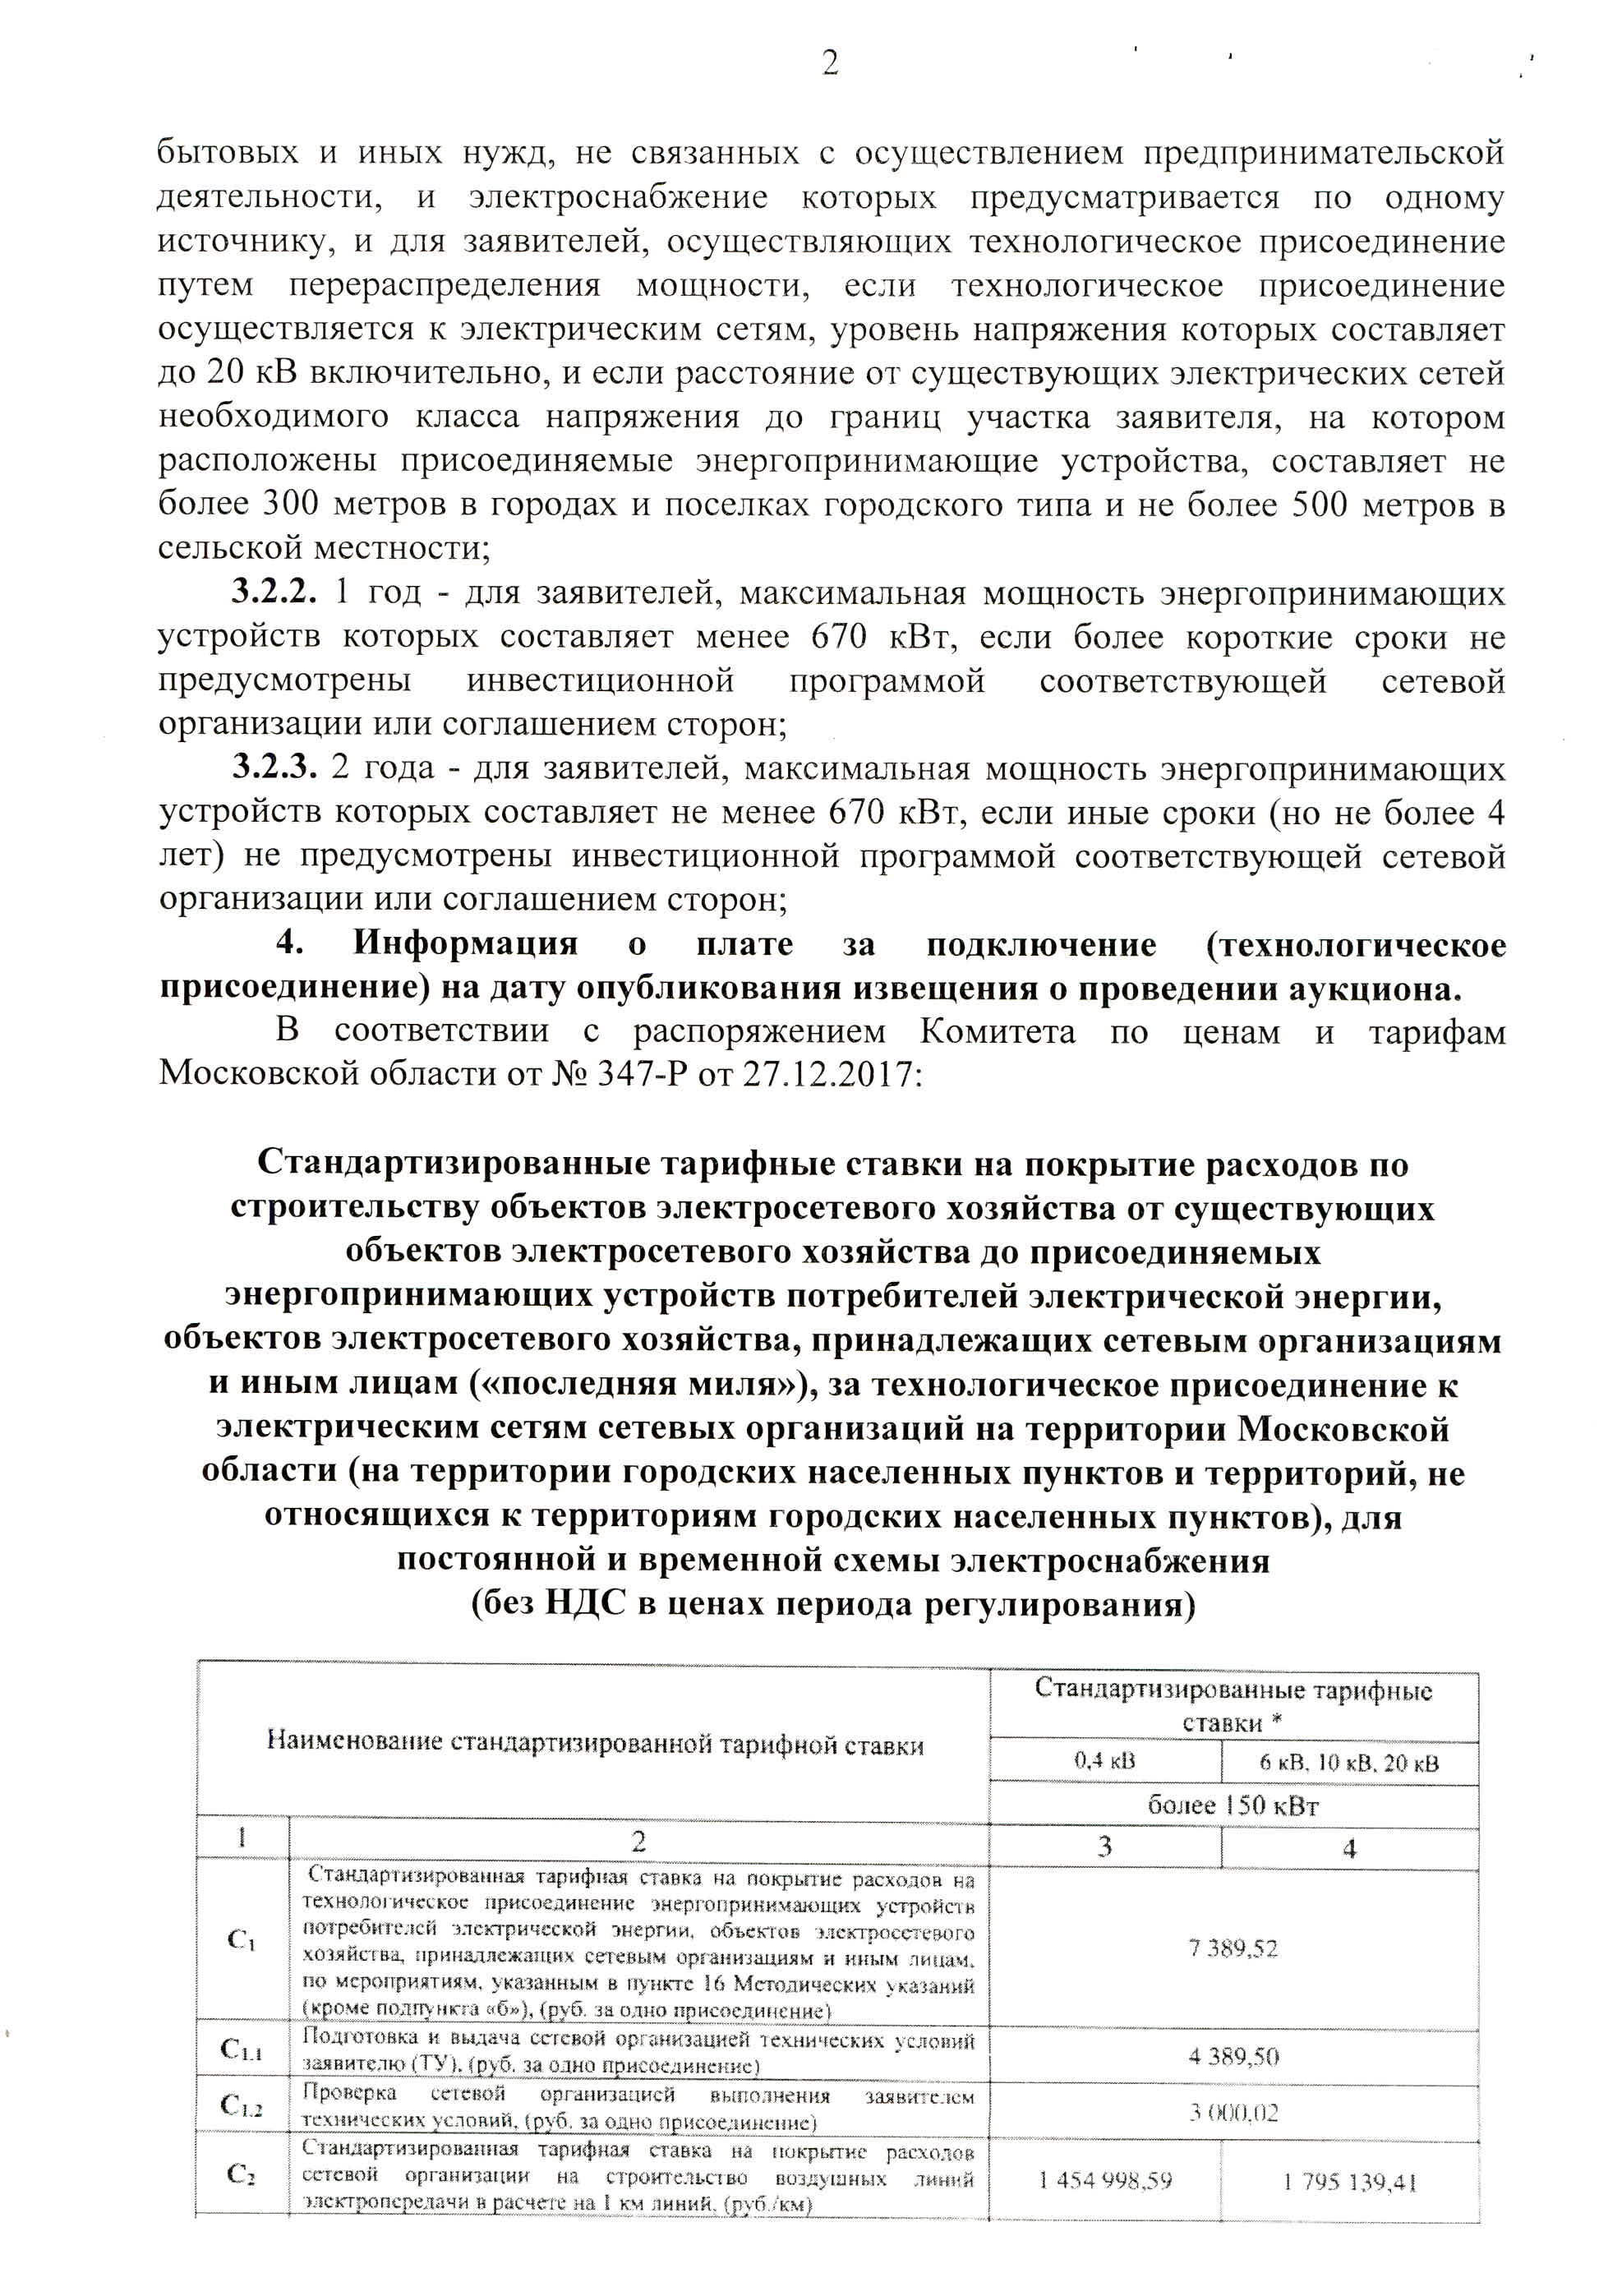 2
бытовых и иных нужд, не связанных с осуществлением предпринимательской
деятельности, и электроснабжение которых предусматривается по одному
источнику, и для заявителей, осуществляющих технологическое присоединение
путем перераспределения мощности, если технологическое присоединение
осуществляется к электрическим сетям, уровень напряжения которых составляет
до 20 кВ включительно, и если расстояние от существующих электрических сетей
необходимого класса напряжения до границ участка заявителя, на котором
расположены присоединяемые энергопринимающие устройства, составляет не
более 300 метров в городах и поселках городского типа и не более 500 метров в
сельской местности;
3.2.2. 1 год - для заявителей, максимальная мощность энергопринимающих
устройств которых составляет менее 670 кВт, если более короткие сроки не
предусмотрены инвестиционной программой соответствующей сетевой
организации или соглашением сторон;
3.2.3. 2 года - для заявителей, максимальная мощность энергопринимающих
устройств которых составляет не менее 670 кВт, если иные сроки (но не более 4
лет) не предусмотрены инвестиционной программой соответствующей сетевой
организации или соглашением сторон;
4. Информация о плате за подключение (технологическое
присоединение) на дату опубликования извещения о проведении аукциона.
В соответствии с распоряжением Комитета по ценам и тарифам
Московской области от № 347-Р от 27.12.2017:
Стандартизированные тарифные ставки на покрытие расходов по
строительству объектов электросетевого хозяйства от существующих
объектов электросетевого хозяйства до присоединяемых
энергопринимающих устройств потребителей электрической энергии,
объектов электросетевого хозяйства, принадлежащих сетевым организациям
и иным лицам («последняя миля»), за технологическое присоединение к
электрическим сетям сетевых организаций на территории Московской
области (на территории городских населенных пунктов и территорий, не
относящихся к территориям городских населенных пунктов), для
постоянной и временной схемы электроснабжения
(без НДС в ценах периода регулирования)
Наименование стандартизированной тарифной ставки
Стандартизированные тарифные
ставки *
0,4 кВ
6 кВ, 10 кВ, 20 кВ
более 150 кВт
1
2
3
4
C1
Стандартизированная тарифная ставка на покрытие расходов на
технологическое присоединение энергопринимающих устройств
потребителей электрической энергии, объектов электросетевого
хозяйства, принадлежащих сетевым организациям и иным лицам,
по мероприятиям, указанным в пункте 16 Методических указаний
(кроме подпункта «б»), (руб. за одно присоединение)
7 389,52
C1.1
Подготовка и выдача сетевой организацией технических условий
заявителю (ТУ), (руб. за одно присоединение)
4 389,50
C1.2
Проверка сетевой организацией выполнения заявителем
технических условий, (руб. за одно присоединение)
3 000,02
C2
Стандартизированная тарифная ставка на покрытие расходов
сетевой организации на строительство воздушных линий
электропередачи в расчете на 1 км линий, (руб./км)
1 454 998,59
1 795 139,41